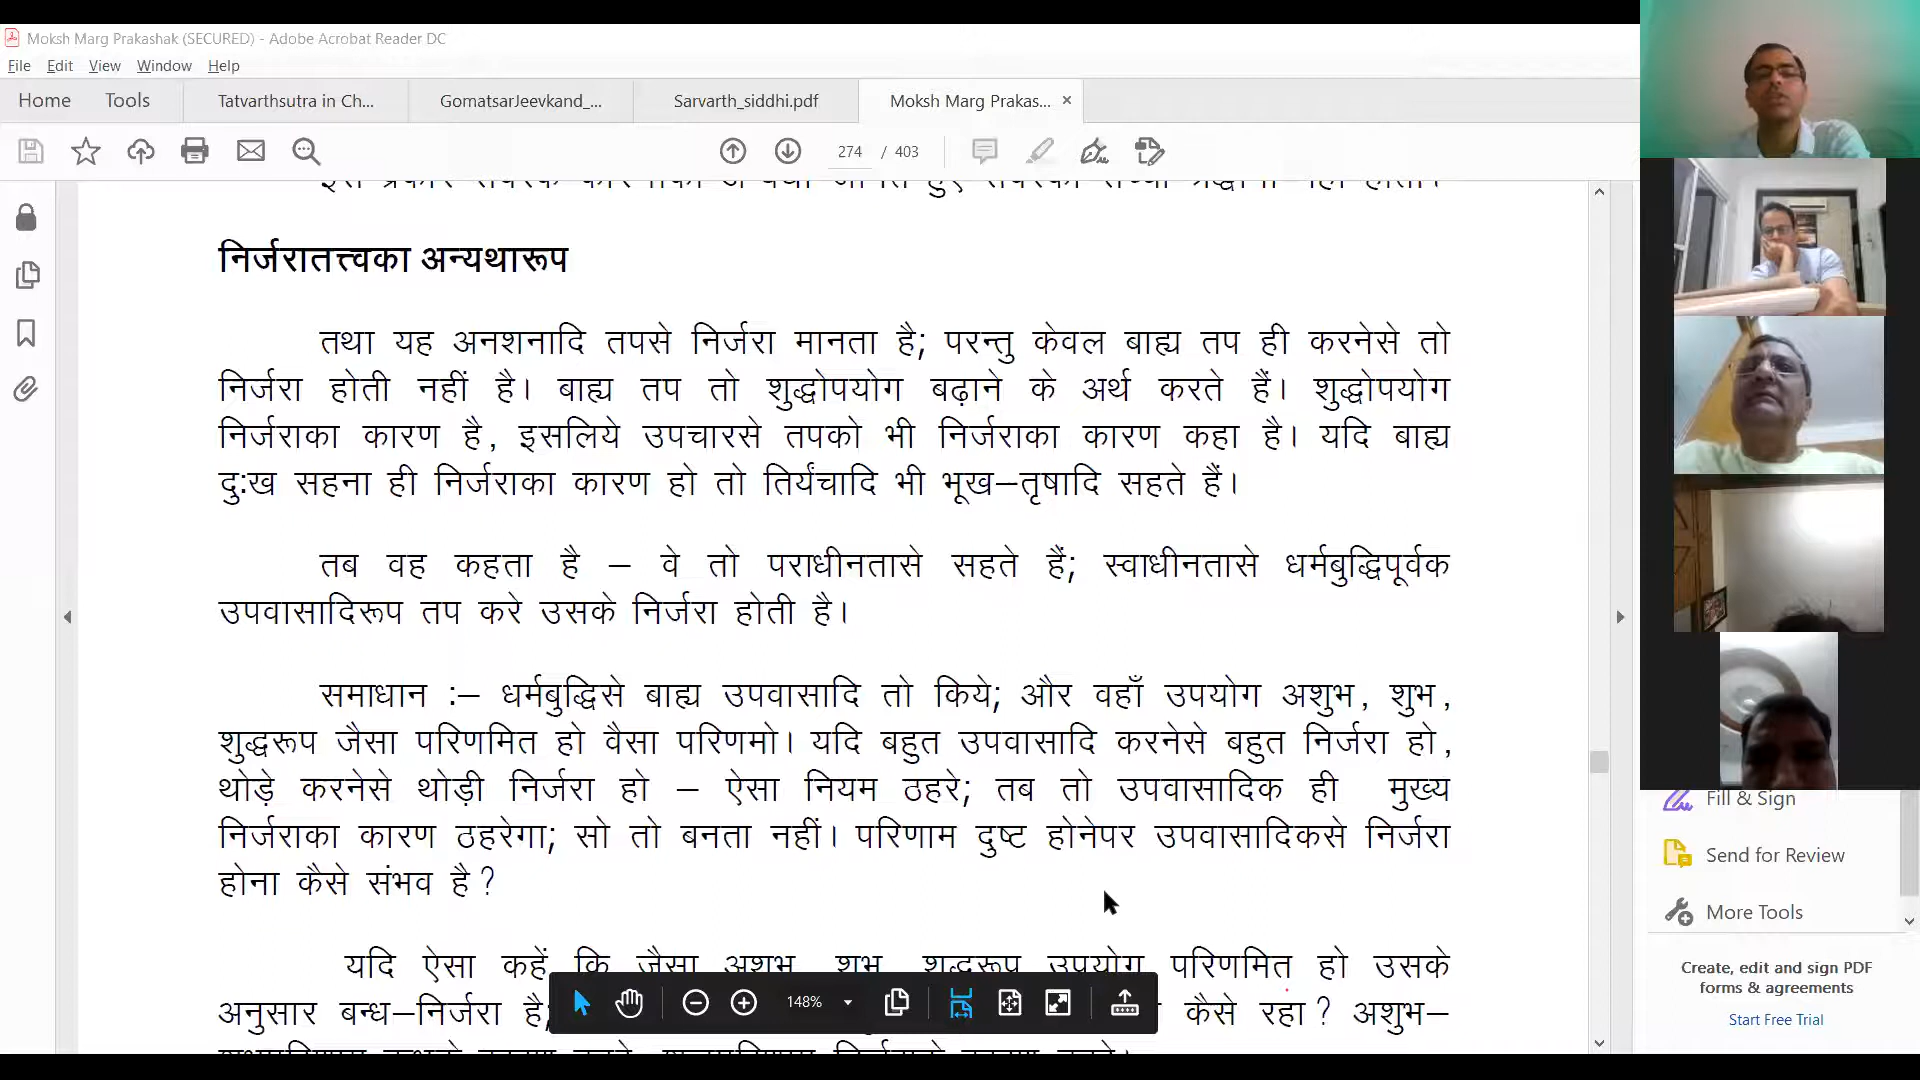 Moksh Marg Prakashak (SECURED) - Adobe Acrobat Reader DC
File Edit View Window Help
Home Tools Tatvarthsutra in Ch... GomatsarJeevkand_... Sarvarth_siddhi.pdf Moksh Marg Prakas... ×
274 / 403
निर्जरातत्त्वका अन्यथारूप
तथा यह अनशनादि तपसे निर्जरा मानता है; परन्तु केवल बाह्य तप ही करनेसे तो
निर्जरा होती नहीं है। बाह्य तप तो शुद्धोपयोग बढ़ाने के अर्थ करते हैं। शुद्धोपयोग
निर्जराका कारण है, इसलिये उपचारसे तपको भी निर्जराका कारण कहा है। यदि बाह्य
दुःख सहना ही निर्जराका कारण हो तो तिर्यंचादि भी भूख–तृषादि सहते हैं।
तब वह कहता है – वे तो पराधीनतासे सहते हैं; स्वाधीनतासे धर्मबुद्धिपूर्वक
उपवासादिरूप तप करे उसके निर्जरा होती है।
समाधान :– धर्मबुद्धिसे बाह्य उपवासादि तो किये; और वहाँ उपयोग अशुभ, शुभ,
शुद्धरूप जैसा परिणमित हो वैसा परिणमो। यदि बहुत उपवासादि करनेसे बहुत निर्जरा हो,
थोड़े करनेसे थोड़ी निर्जरा हो – ऐसा नियम ठहरे; तब तो उपवासादिक ही मुख्य
निर्जराका कारण ठहरेगा; सो तो बनता नहीं। परिणाम दुष्ट होनेपर उपवासादिकसे निर्जरा
होना कैसे संभव है?
यदि ऐसा कहें कि जैसा अशुभ शुभ शुद्धरूप उपयोग परिणमित हो उसके
अनुसार बन्ध–निर्जरा है; कैसे रहा? अशुभ–
148%
Fill & Sign
Send for Review
More Tools
Create, edit and sign PDF
forms & agreements
Start Free Trial